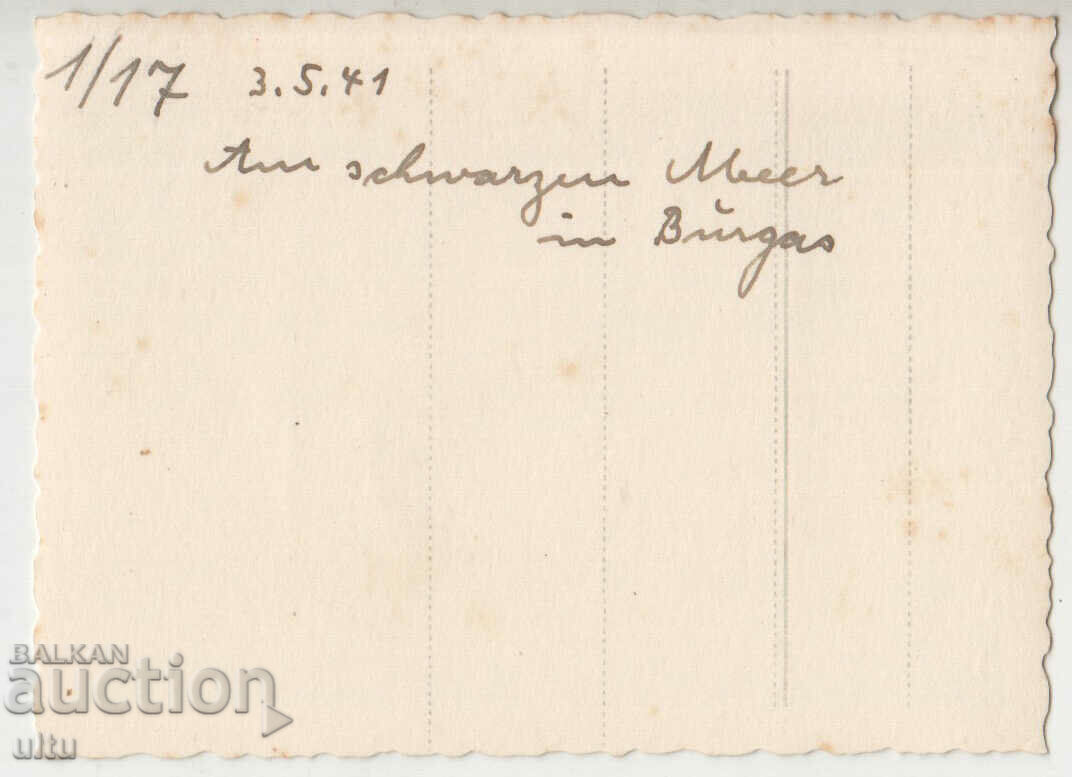 1/17 3.5.41
Am schwarzen Meer
in Burgas
BALKAN
auction
ultu